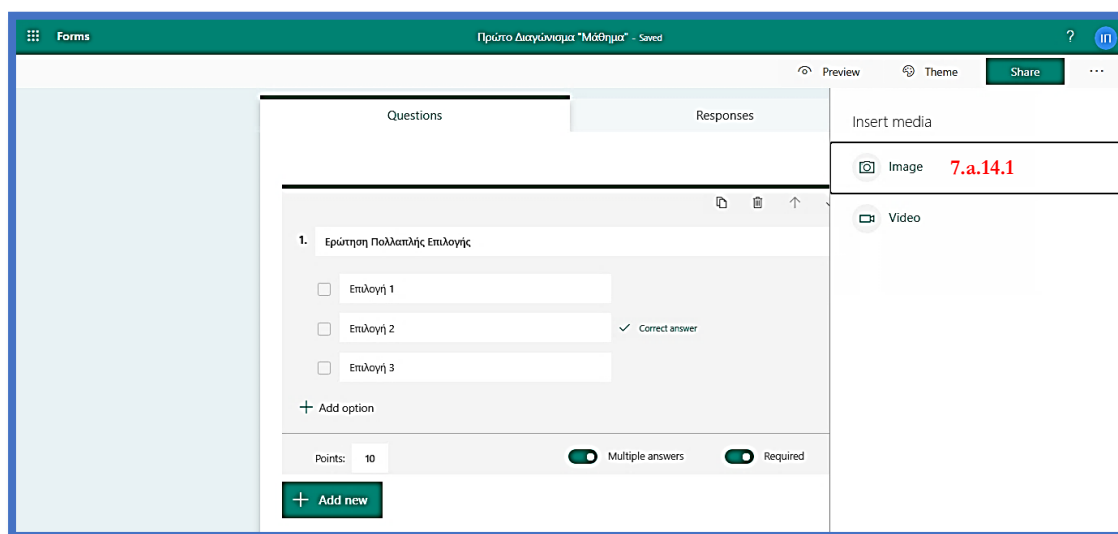 Forms
Πρώτο Διαγώνισμα "Μάθημα" - Saved
? ΙΠ
Preview Theme Share ...
Questions Responses
Insert media
Image 7.a.14.1
Video
1. Ερώτηση Πολλαπλής Επιλογής
Επιλογή 1
Επιλογή 2 Correct answer
Επιλογή 3
+ Add option
Points: 10 Multiple answers Required
+ Add new